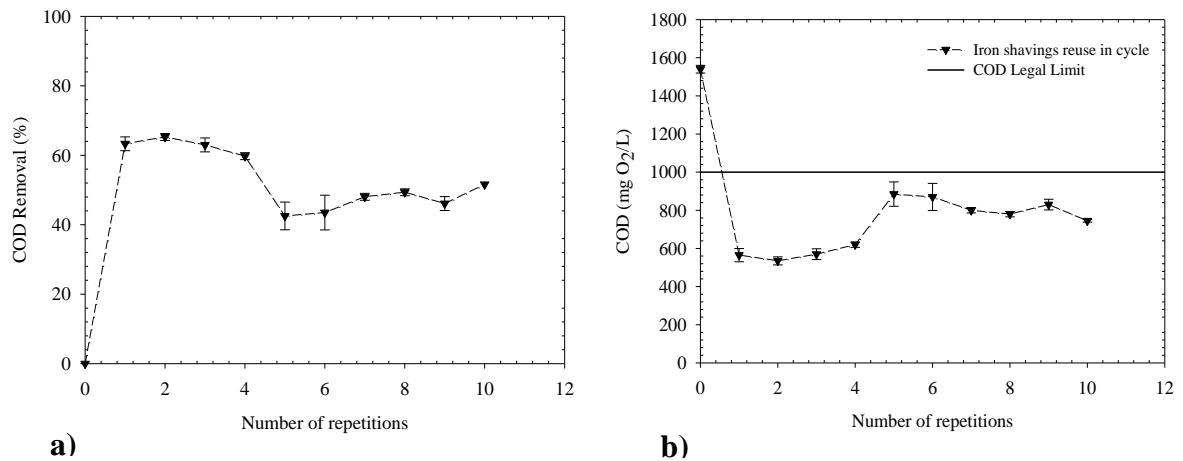 100
80
60
40
20
0
COD Removal (%)
0 2 4 6 8 10 12
Number of repetitions
a)
1800
1600
1400
1200
1000
800
600
400
200
0
COD (mg O2/L)
Iron shavings reuse in cycle
COD Legal Limit
0 2 4 6 8 10 12
Number of repetitions
b)